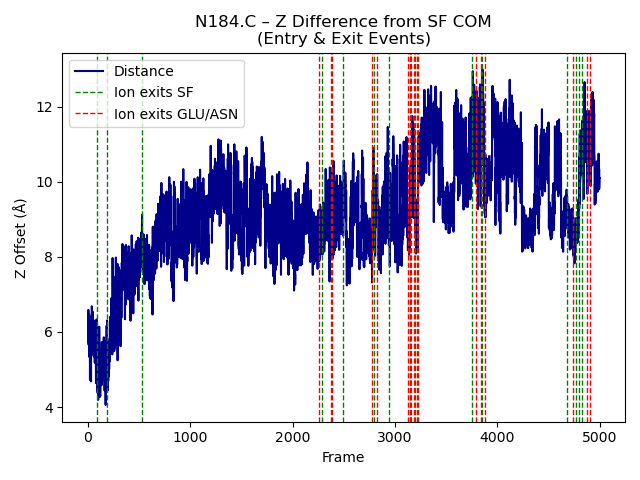 N184.C – Z Difference from SF COM
(Entry & Exit Events)
Distance
Ion exits SF
Ion exits GLU/ASN
Z Offset (Å)
12
10
8
6
4
0
1000
2000
3000
4000
5000
Frame